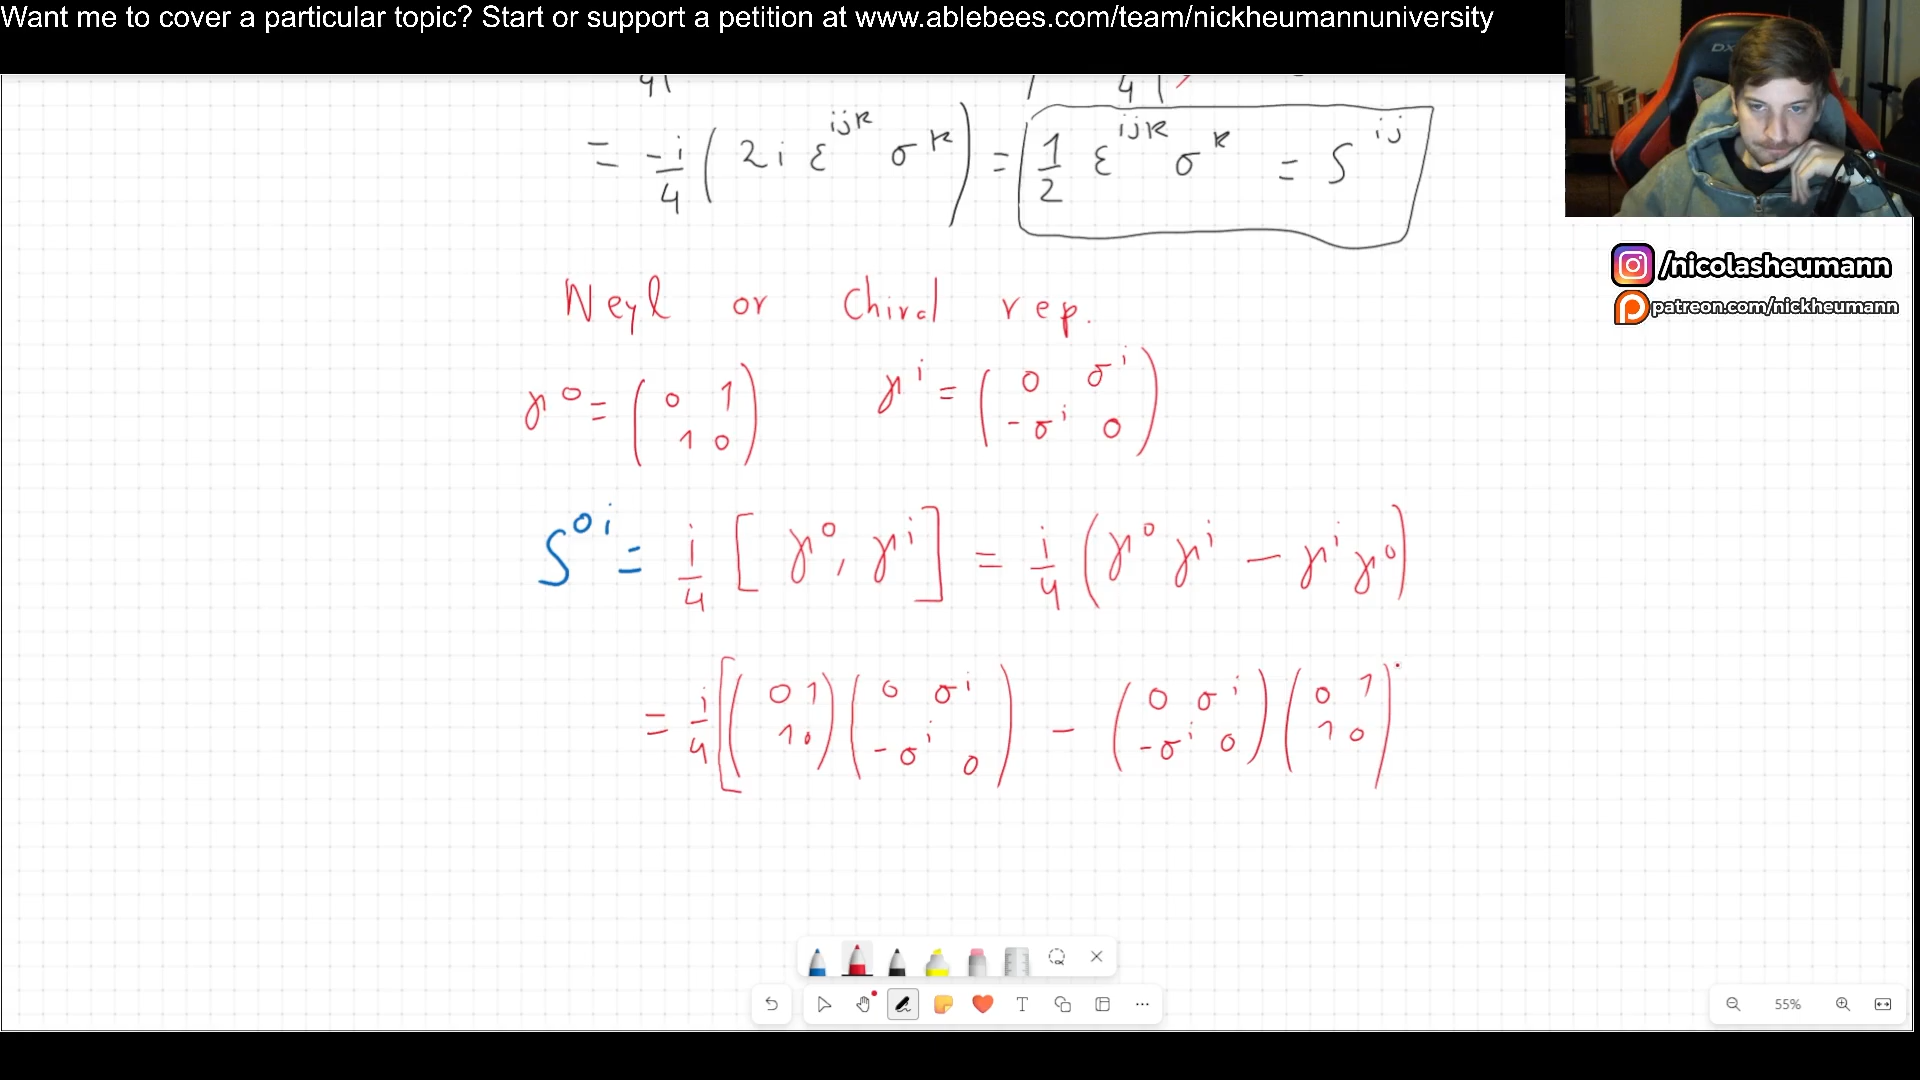 Want me to cover a particular topic? Start or support a petition at www.ablebees.com/team/nickheumannuniversity
= -i/4 ( 2i ε^{ijk} σ^k ) = 1/2 ε^{ijk} σ^k = S^{ij}
/nicolasheumann
patreon.com/nickheumann
Weyl or Chiral rep.
γ^0 = ( 0 1 ; 1 0 ) γ^i = ( 0 σ^i ; -σ^i 0 )
S^{0i} = i/4 [ γ^0, γ^i ] = i/4 ( γ^0 γ^i - γ^i γ^0 )
= i/4 [ ( 0 1 ; 1 0 ) ( 0 σ^i ; -σ^i 0 ) - ( 0 σ^i ; -σ^i 0 ) ( 0 1 ; 1 0 )
55%